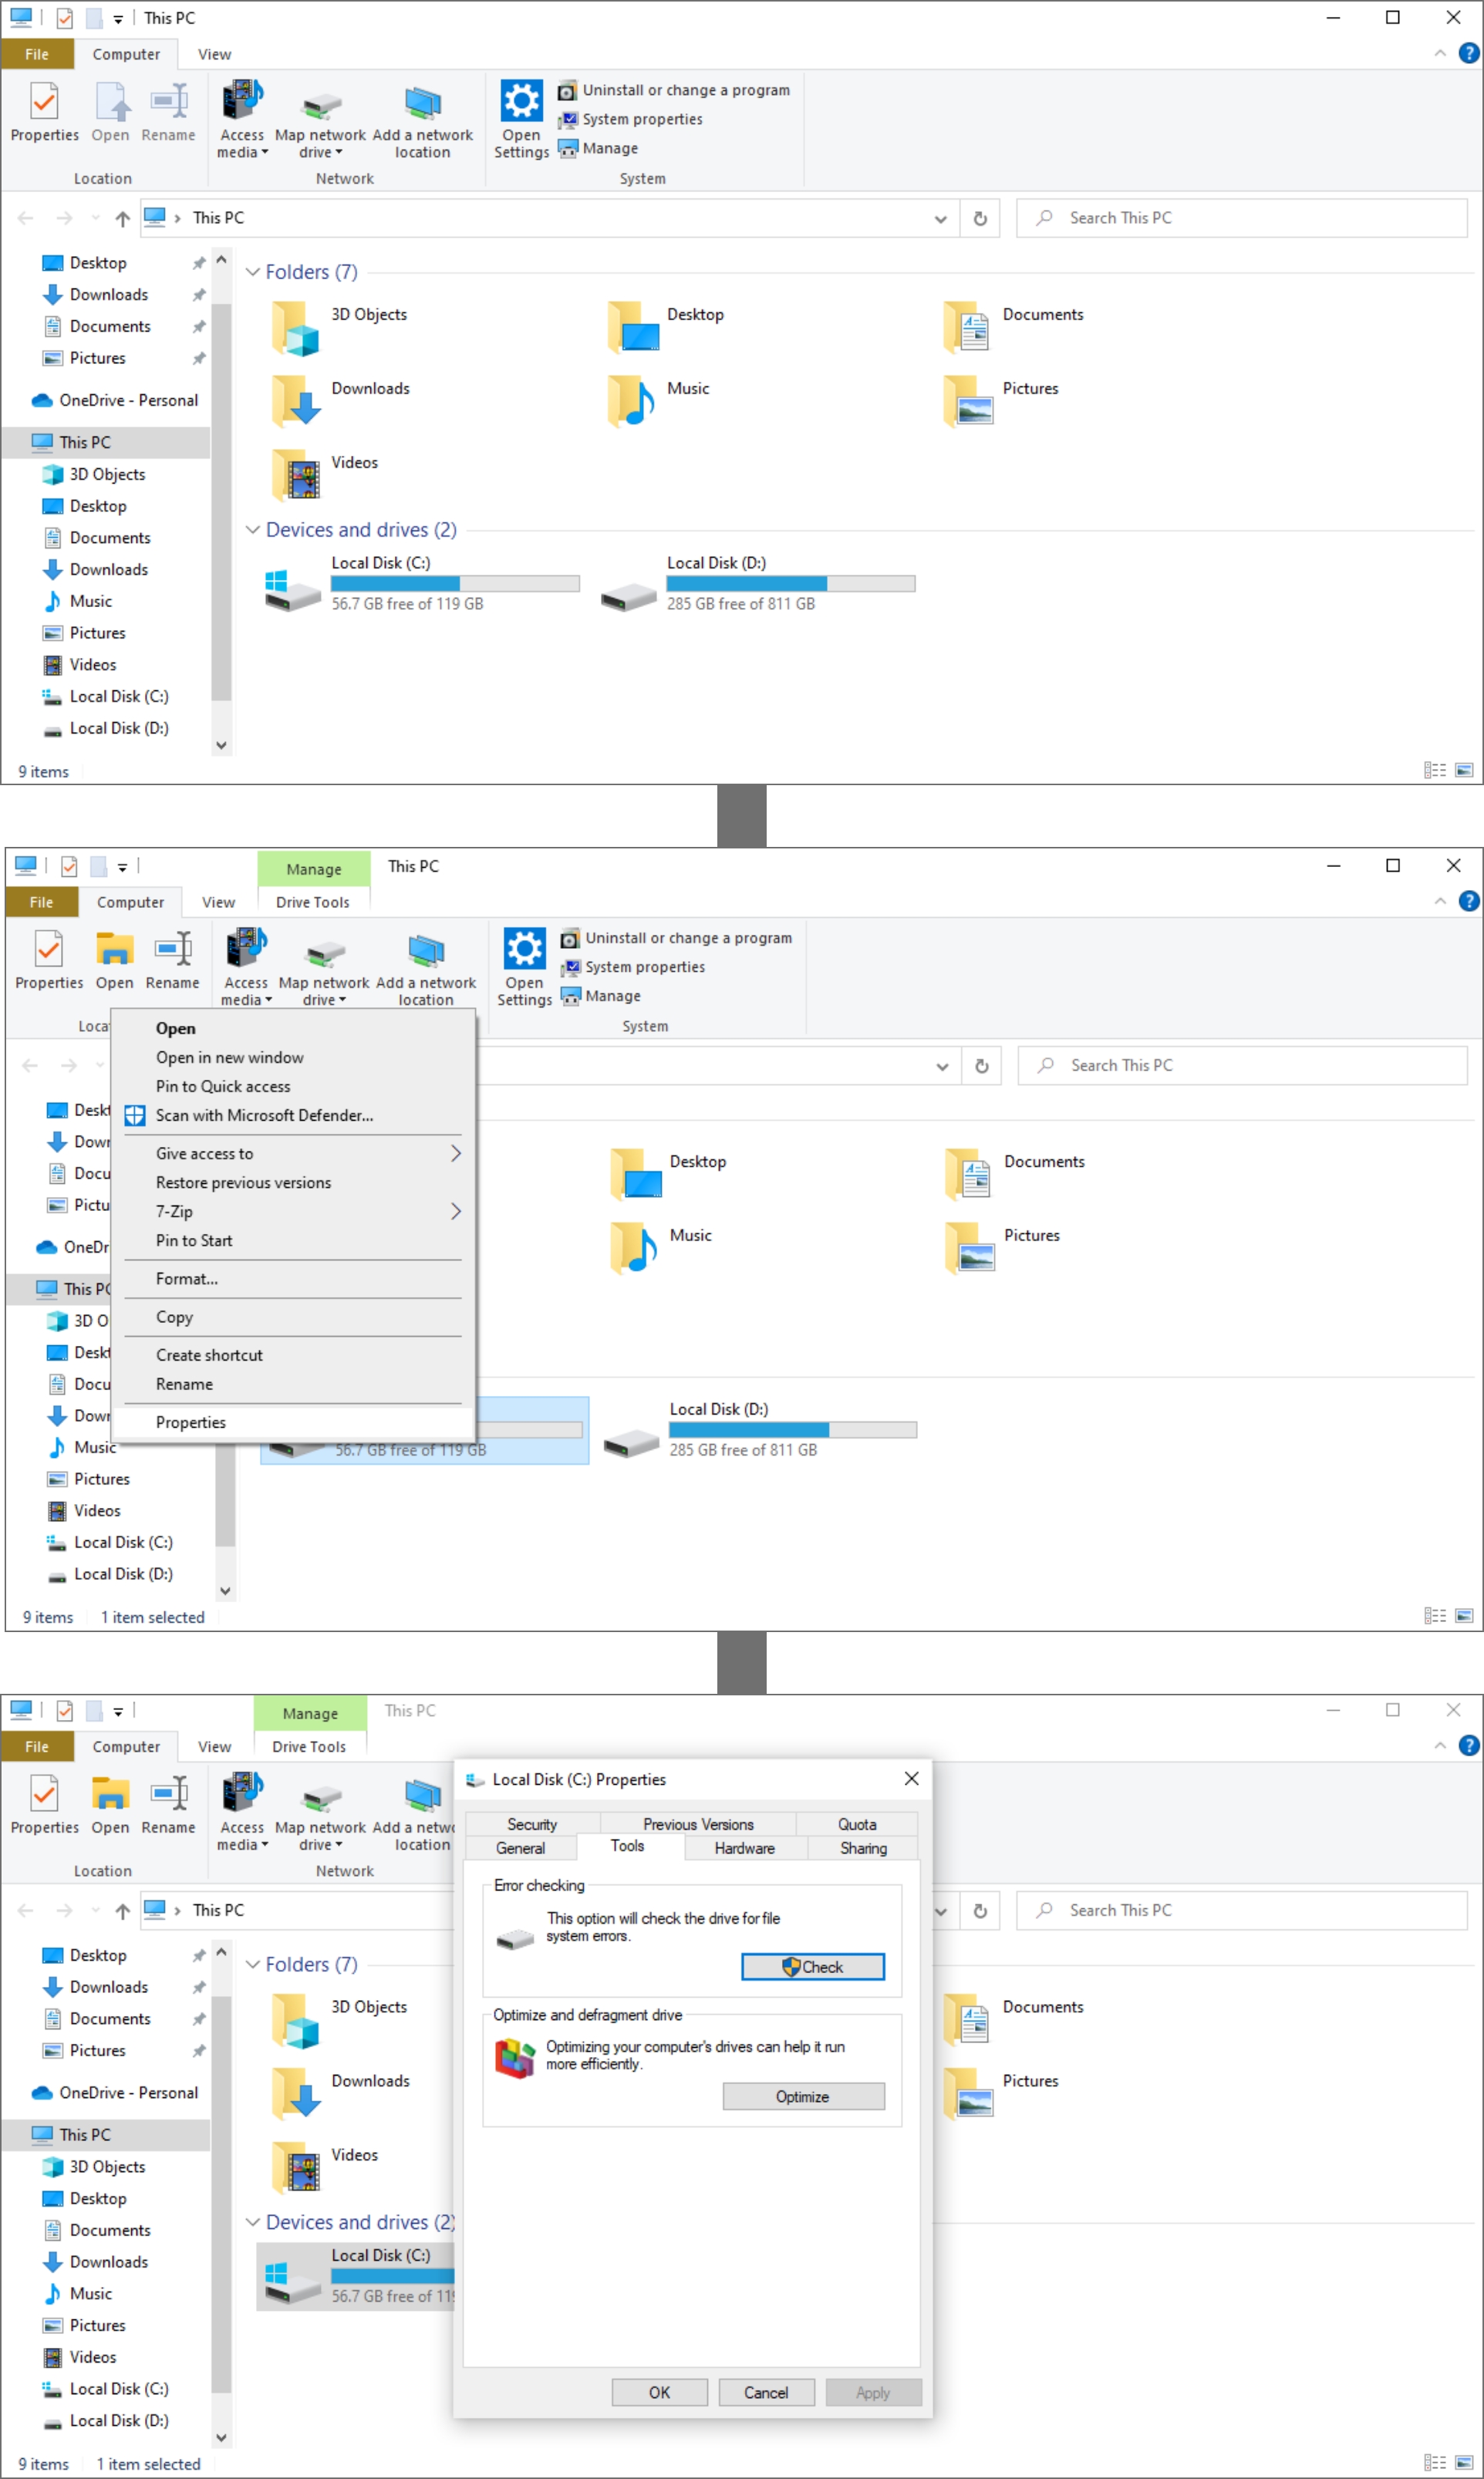 This PC
File Computer View
Uninstall or change a program
System properties
Manage
Properties Open Rename Access media Map network drive Add a network location Open Settings
Location Network System
This PC
Search This PC
Desktop
Downloads
Documents
Pictures
OneDrive - Personal
This PC
3D Objects
Desktop
Documents
Downloads
Music
Pictures
Videos
Local Disk (C:)
Local Disk (D:)
Folders (7)
3D Objects
Desktop
Documents
Downloads
Music
Pictures
Videos
Devices and drives (2)
Local Disk (C:)
56.7 GB free of 119 GB
Local Disk (D:)
285 GB free of 811 GB
9 items
Manage This PC
File Computer View Drive Tools
Uninstall or change a program
System properties
Manage
Properties Open Rename Access media Map network drive Add a network location Open Settings
Loca System
Search This PC
Open
Open in new window
Pin to Quick access
Scan with Microsoft Defender...
Give access to
Restore previous versions
7-Zip
Pin to Start
Format...
Copy
Create shortcut
Rename
Properties
Deskt
Dowr
Docu
Pictu
OneDr
This PC
3D O
Deskt
Docu
Dowr
Music
Pictures
Videos
Local Disk (C:)
Local Disk (D:)
Desktop
Documents
Music
Pictures
56.7 GB free of 119 GB
Local Disk (D:)
285 GB free of 811 GB
9 items 1 item selected
Manage This PC
File Computer View Drive Tools
Properties Open Rename Access media Map network drive Add a netwo location
Location Network
This PC
Search This PC
Desktop
Downloads
Documents
Pictures
OneDrive - Personal
This PC
3D Objects
Desktop
Documents
Downloads
Music
Pictures
Videos
Local Disk (C:)
Local Disk (D:)
Folders (7)
3D Objects
Documents
Downloads
Pictures
Videos
Devices and drives (2)
Local Disk (C:)
56.7 GB free of 119
Local Disk (C:) Properties
Security Previous Versions Quota
General Tools Hardware Sharing
Error checking
This option will check the drive for file
system errors.
Check
Optimize and defragment drive
Optimizing your computer's drives can help it run
more efficiently.
Optimize
OK Cancel Apply
9 items 1 item selected